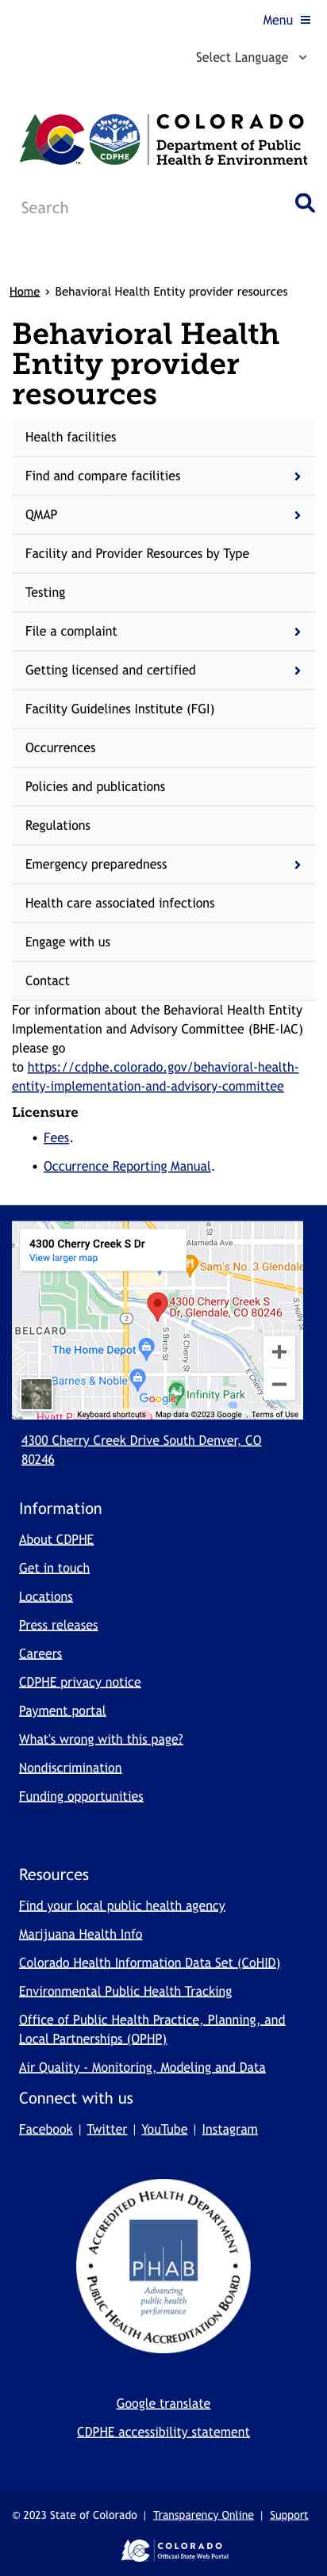 Menu
Select Language
COLORADO
Department of Public
Health & Environment
CDPHE
Search
Home > Behavioral Health Entity provider resources
Behavioral Health
Entity provider
resources
Health facilities
Find and compare facilities
QMAP
Facility and Provider Resources by Type
Testing
File a complaint
Getting licensed and certified
Facility Guidelines Institute (FGI)
Occurrences
Policies and publications
Regulations
Emergency preparedness
Health care associated infections
Engage with us
Contact
For information about the Behavioral Health Entity
Implementation and Advisory Committee (BHE-IAC)
please go
to https://cdphe.colorado.gov/behavioral-health-
entity-implementation-and-advisory-committee
Licensure
• Fees.
• Occurrence Reporting Manual.
4300 Cherry Creek S Dr
View larger map
Alameda Ave
Sam's No. 3 Glendale
4300 Cherry Creek S
Dr, Glendale, CO 80246
BELCARD
2
S Birch St
Cherry Creek
The Home Depot
Barnes & Noble
Google
Infinity Park
Hyatt P
Keyboard shortcuts Map data ©2023 Google Terms of Use
4300 Cherry Creek Drive South Denver, CO
80246
Information
About CDPHE
Get in touch
Locations
Press releases
Careers
CDPHE privacy notice
Payment portal
What's wrong with this page?
Nondiscrimination
Funding opportunities
Resources
Find your local public health agency
Marijuana Health Info
Colorado Health Information Data Set (CoHID)
Environmental Public Health Tracking
Office of Public Health Practice, Planning, and
Local Partnerships (OPHP)
Air Quality - Monitoring, Modeling and Data
Connect with us
Facebook | Twitter | YouTube | Instagram
ACCREDITED HEALTH DEPARTMENT
PHAB
Advancing
public health
performance
PUBLIC HEALTH ACCREDITATION BOARD
Google translate
CDPHE accessibility statement
© 2023 State of Colorado | Transparency Online | Support
COLORADO
Official State Web Portal